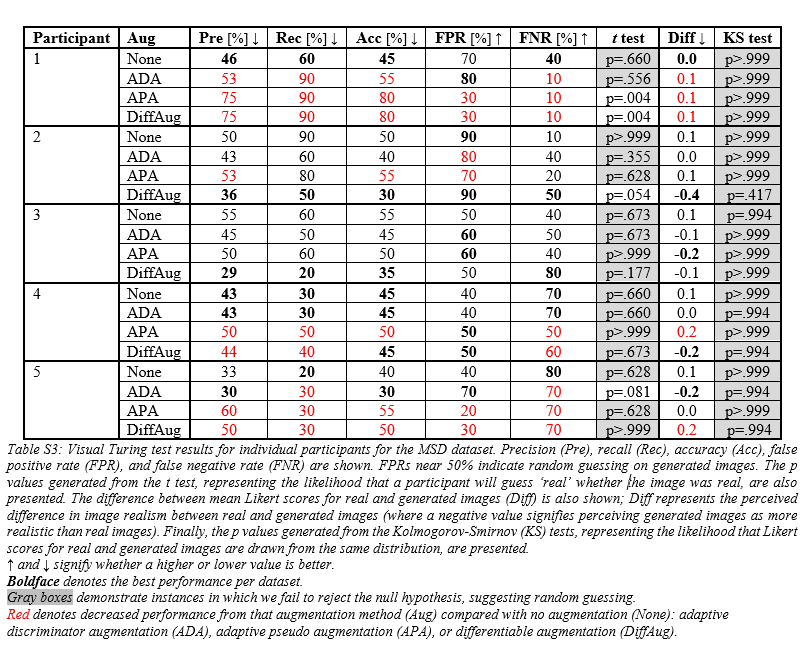 Participant Aug Pre [%] ↓ Rec [%] ↓ Acc [%] ↓ FPR [%] ↑ FNR [%] ↑ t test Diff ↓ KS test
1 None 46 60 45 70 40 p=.660 0.0 p>.999
ADA 53 90 55 80 10 p=.556 0.1 p>.999
APA 75 90 80 30 10 p=.004 0.1 p>.999
DiffAug 75 90 80 30 10 p=.004 0.1 p>.999
2 None 50 90 50 90 10 p>.999 0.1 p>.999
ADA 43 60 40 80 40 p=.355 0.0 p>.999
APA 53 80 55 70 20 p=.628 0.1 p>.999
DiffAug 36 50 30 90 50 p=.054 -0.4 p=.417
3 None 55 60 55 50 40 p=.673 0.1 p=.994
ADA 45 50 45 60 50 p=.673 -0.1 p>.999
APA 50 60 50 60 40 p>.999 -0.2 p>.999
DiffAug 29 20 35 50 80 p=.177 -0.1 p>.999
4 None 43 30 45 40 70 p=.660 0.1 p>.999
ADA 43 30 45 40 70 p=.660 0.0 p=.994
APA 50 50 50 50 50 p>.999 0.2 p>.999
DiffAug 44 40 45 50 60 p=.673 -0.2 p=.994
5 None 33 20 40 40 80 p=.628 0.1 p>.999
ADA 30 30 30 70 70 p=.081 -0.2 p=.994
APA 60 30 55 20 70 p=.628 0.0 p>.999
DiffAug 50 30 50 30 70 p>.999 0.2 p=.994
Table S3: Visual Turing test results for individual participants for the MSD dataset. Precision (Pre), recall (Rec), accuracy (Acc), false
positive rate (FPR), and false negative rate (FNR) are shown. FPRs near 50% indicate random guessing on generated images. The p
values generated from the t test, representing the likelihood that a participant will guess ‘real’ whether the image was real, are also
presented. The difference between mean Likert scores for real and generated images (Diff) is also shown; Diff represents the perceived
difference in image realism between real and generated images (where a negative value signifies perceiving generated images as more
realistic than real images). Finally, the p values generated from the Kolmogorov-Smirnov (KS) tests, representing the likelihood that Likert
scores for real and generated images are drawn from the same distribution, are presented.
↑ and ↓ signify whether a higher or lower value is better.
Boldface denotes the best performance per dataset.
Gray boxes demonstrate instances in which we fail to reject the null hypothesis, suggesting random guessing.
Red denotes decreased performance from that augmentation method (Aug) compared with no augmentation (None): adaptive
discriminator augmentation (ADA), adaptive pseudo augmentation (APA), or differentiable augmentation (DiffAug).